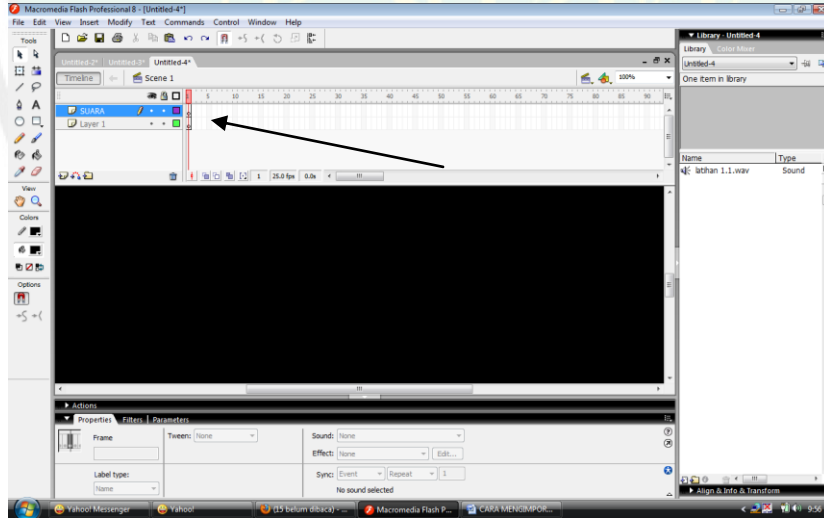 Macromedia Flash Professional 8 - [Untitled-4*]
File Edit View Insert Modify Text Commands Control Window Help
Tools
Untitled-2* Untitled-3* Untitled-4*
Timeline Scene 1 100%
1 5 10 15 20 25 30 35 40 45 50 55 60 65 70 75 80 85 90
SUARA
Layer 1
1 25.0 fps 0.0s
View
Colors
Options
Library - Untitled-4
Library Color Mixer
Untitled-4
One item in library
Name Type
latihan 1.1.wav Sound
Actions
Properties Filters Parameters
Frame Tween: None Sound: None
Effect: None Edit...
Label type: Sync: Event Repeat 1
Name No sound selected
Align & Info & Transform
Yahoo! Messenger Yahoo! (15 belum dibaca) - ... Macromedia Flash P... CARA MENGIMPOR... 9:56